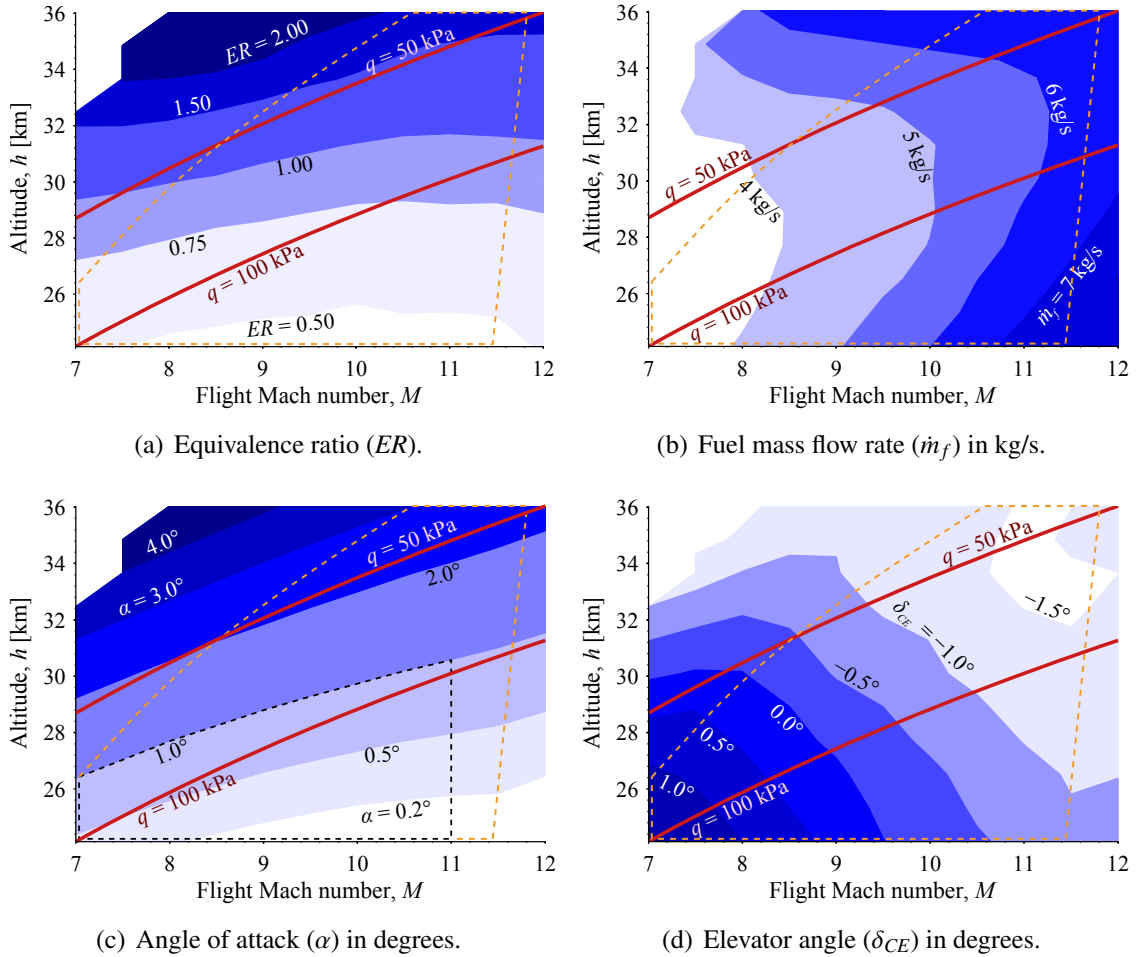 36
34
32
30
28
26
Altitude, h [km]
ER = 2.00
q = 50 kPa
1.50
1.00
0.75
q = 100 kPa
ER = 0.50
7 8 9 10 11 12
Flight Mach number, M
(a) Equivalence ratio (ER).
36
34
32
30
28
26
Altitude, h [km]
6 kg/s
5 kg/s
q = 50 kPa
4 kg/s
q = 100 kPa
ṁf = 7 kg/s
7 8 9 10 11 12
Flight Mach number, M
(b) Fuel mass flow rate (ṁf) in kg/s.
36
34
32
30
28
26
Altitude, h [km]
4.0°
q = 50 kPa
α = 3.0°
2.0°
1.0°
0.5°
q = 100 kPa
α = 0.2°
7 8 9 10 11 12
Flight Mach number, M
(c) Angle of attack (α) in degrees.
36
34
32
30
28
26
Altitude, h [km]
q = 50 kPa
−1.5°
δCE = −1.0°
−0.5°
0.0°
0.5°
1.0°
q = 100 kPa
7 8 9 10 11 12
Flight Mach number, M
(d) Elevator angle (δCE) in degrees.